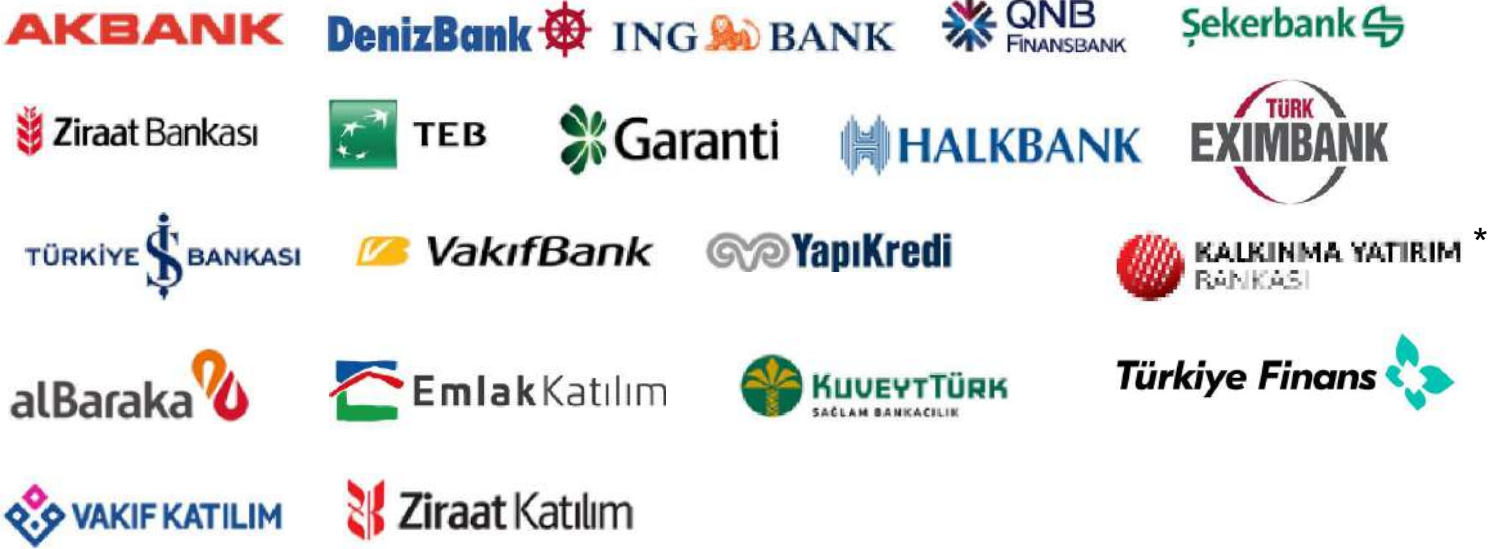 AKBANK DenizBank ING BANK QNB FINANSBANK Şekerbank
Ziraat Bankası TEB Garanti HALKBANK TÜRK EXIMBANK
TÜRKİYE İŞ BANKASI VakıfBank YapıKredi KALKINMA YATIRIM BANKASI *
alBaraka EmlakKatılım KUVEYTTÜRK SAĞLAM BANKACILIK Türkiye Finans
VAKIF KATILIM Ziraat Katılım